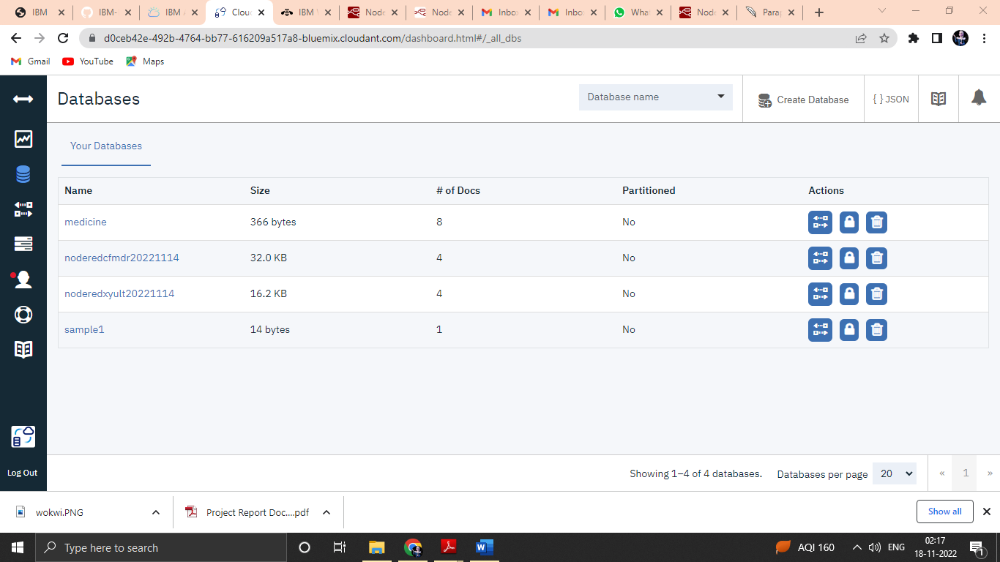 IBM IBM- IBM Clou IBM Node Node Inbo Inbo Wha Node Para
d0ceb42e-492b-4764-bb77-616209a517a8-bluemix.cloudant.com/dashboard.html#/_all_dbs
Gmail YouTube Maps
Databases Database name Create Database { } JSON
Your Databases
Name Size # of Docs Partitioned Actions
medicine 366 bytes 8 No
noderedcfmdr20221114 32.0 KB 4 No
noderedxyult20221114 16.2 KB 4 No
sample1 14 bytes 1 No
Log Out
Showing 1–4 of 4 databases. Databases per page 20 « 1 »
wokwi.PNG Project Report Doc....pdf Show all
Type here to search AQI 160 ENG 02:17
18-11-2022 1